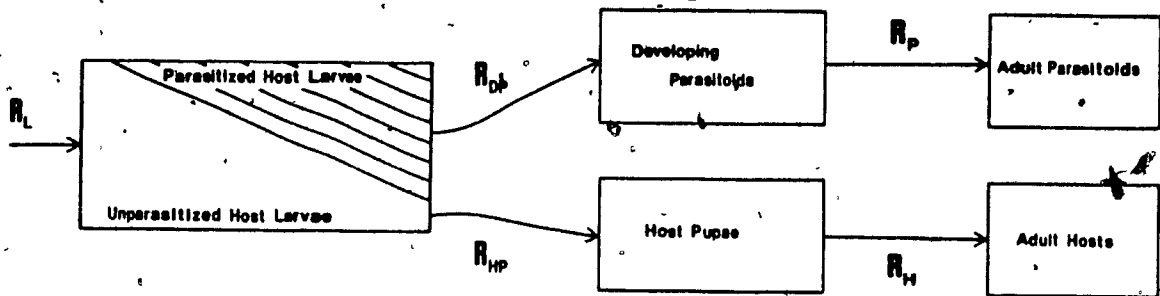 R_L
Parasitized Host Larvae
Unparasitized Host Larvae
R_DP
R_HP
Developing
Parasitoids
Host Pupae
R_P
R_H
Adult Parasitoids
Adult Hosts